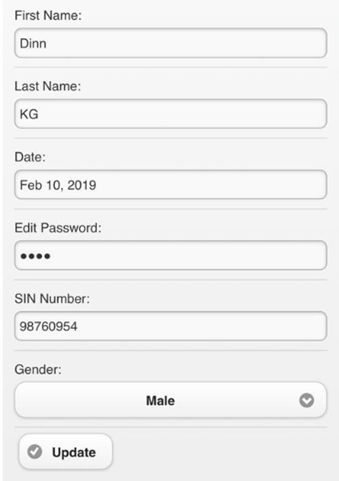 First Name:
Dinn
Last Name:
KG
Date:
Feb 10, 2019
Edit Password:
••••
SIN Number:
98760954
Gender:
Male
Update